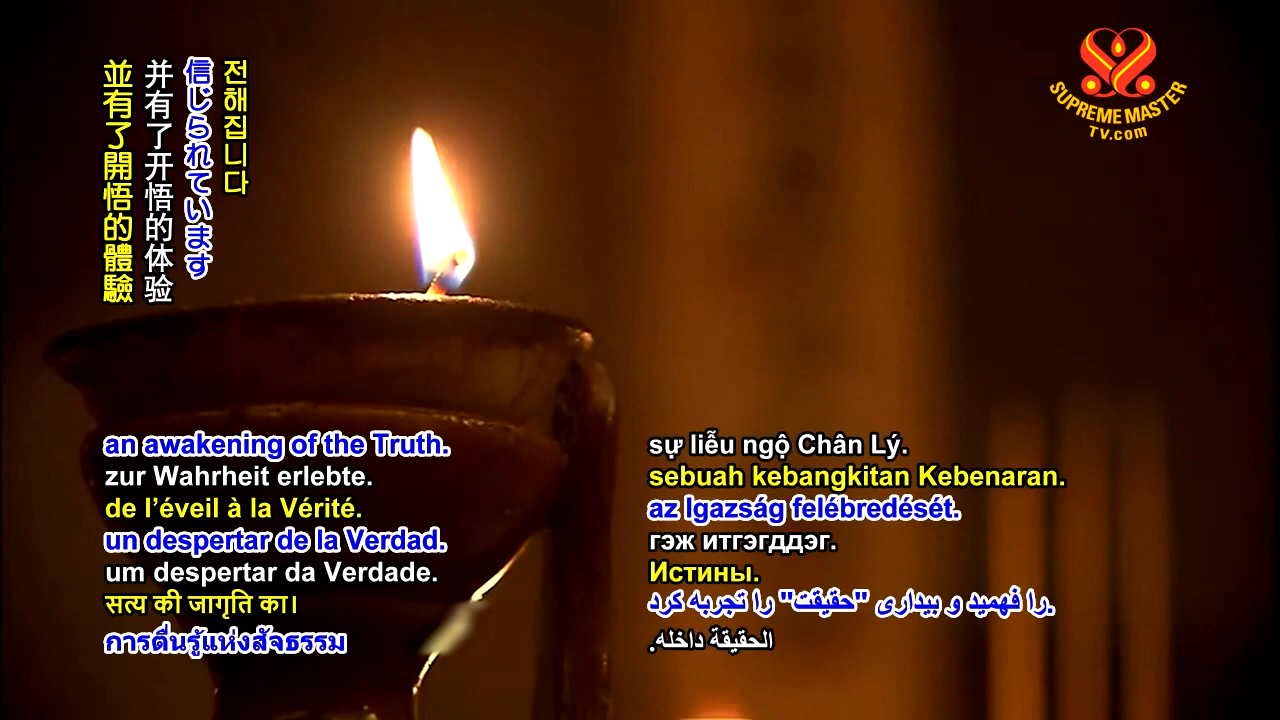 전해집니다
信じられています
并有了开悟的体验
並有了開悟的體驗
SUPREME MASTER
TV.com
an awakening of the Truth.
zur Wahrheit erlebte.
de l’éveil à la Vérité.
un despertar de la Verdad.
um despertar da Verdade.
सत्य की जागृति का।
การตื่นรู้แห่งสัจธรรม
sự liễu ngộ Chân Lý.
sebuah kebangkitan Kebenaran.
az Igazság felébredését.
гэж итгэгддэг.
Истины.
را فهمید و بیداری "حقیقت" را تجربه کرد.
الحقيقة داخله.